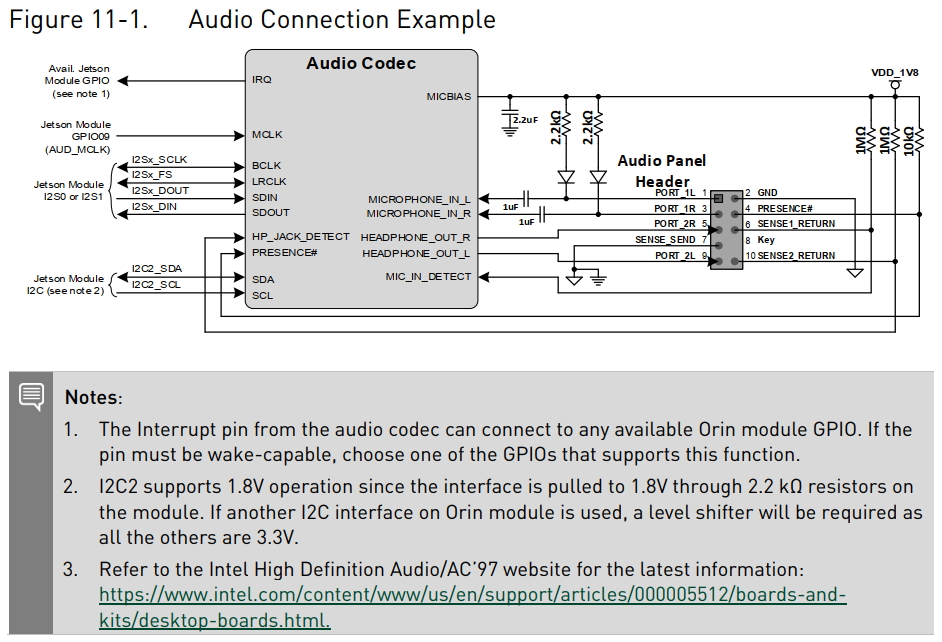 Figure 11-1. Audio Connection Example
Avail. Jetson
Module GPIO
(see note 1)
Jetson Module
GPIO09
(AUD_MCLK)
Jetson Module
I2S0 or I2S1
I2Sx_SCLK
I2Sx_FS
I2Sx_DOUT
I2Sx_DIN
Jetson Module
I2C (see note 2)
I2C2_SDA
I2C2_SCL
Audio Codec
IRQ
MCLK
BCLK
LRCLK
SDIN
SDOUT
HP_JACK_DETECT
PRESENCE#
SDA
SCL
MICBIAS
MICROPHONE_IN_L
MICROPHONE_IN_R
HEADPHONE_OUT_R
HEADPHONE_OUT_L
MIC_IN_DETECT
2.2uF
2.2kΩ
2.2kΩ
1uF
1uF
VDD_1V8
1MΩ
1MΩ
10kΩ
Audio Panel
Header
PORT_1L 1 2 GND
PORT_1R 3 4 PRESENCE#
PORT_2R 5 6 SENSE1_RETURN
SENSE_SEND 7 8 Key
PORT_2L 9 10 SENSE2_RETURN
Notes:
1. The Interrupt pin from the audio codec can connect to any available Orin module GPIO. If the
pin must be wake-capable, choose one of the GPIOs that supports this function.
2. I2C2 supports 1.8V operation since the interface is pulled to 1.8V through 2.2 kΩ resistors on
the module. If another I2C interface on Orin module is used, a level shifter will be required as
all the others are 3.3V.
3. Refer to the Intel High Definition Audio/AC’97 website for the latest information:
https://www.intel.com/content/www/us/en/support/articles/000005512/boards-and-
kits/desktop-boards.html.